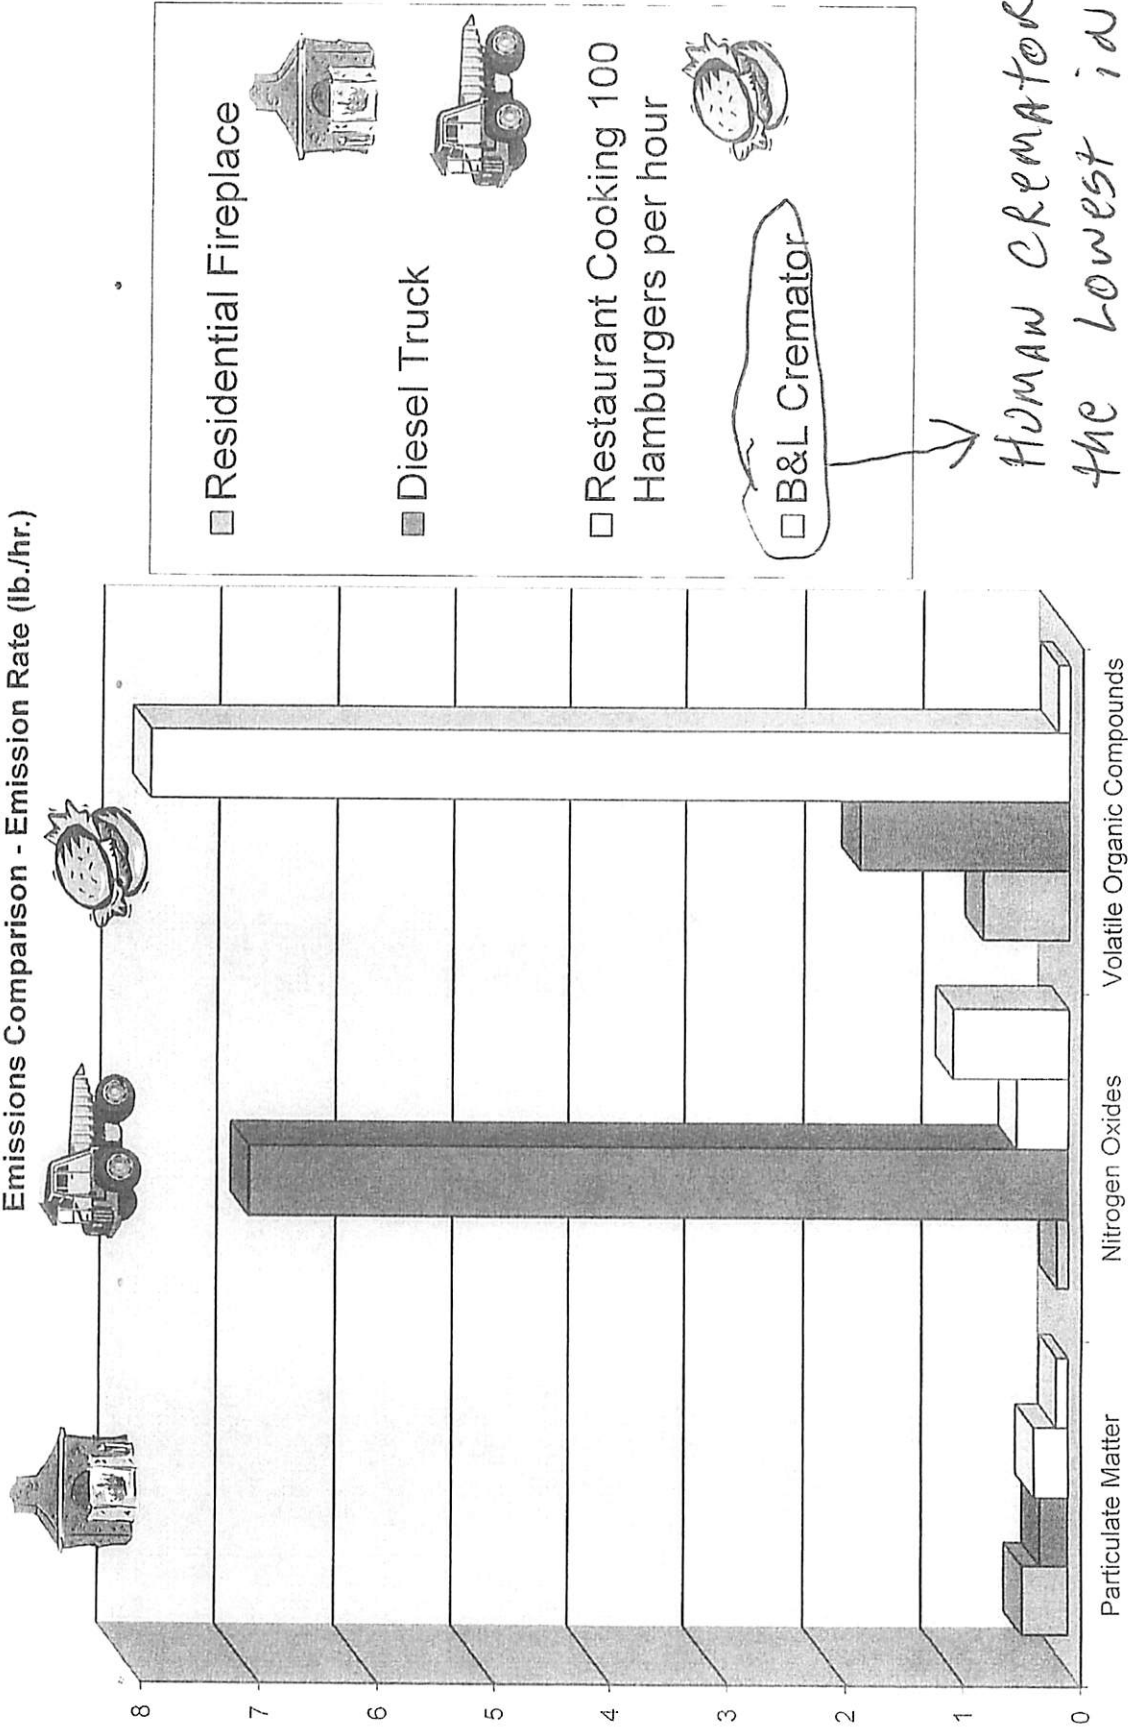 Emissions Comparison - Emission Rate (lb./hr.)
8
7
6
5
4
3
2
1
0
Particulate Matter
Nitrogen Oxides
Volatile Organic Compounds
Residential Fireplace
Diesel Truck
Restaurant Cooking 100
Hamburgers per hour
B&L Cremator
HUMAN CREMATOR
the Lowest in